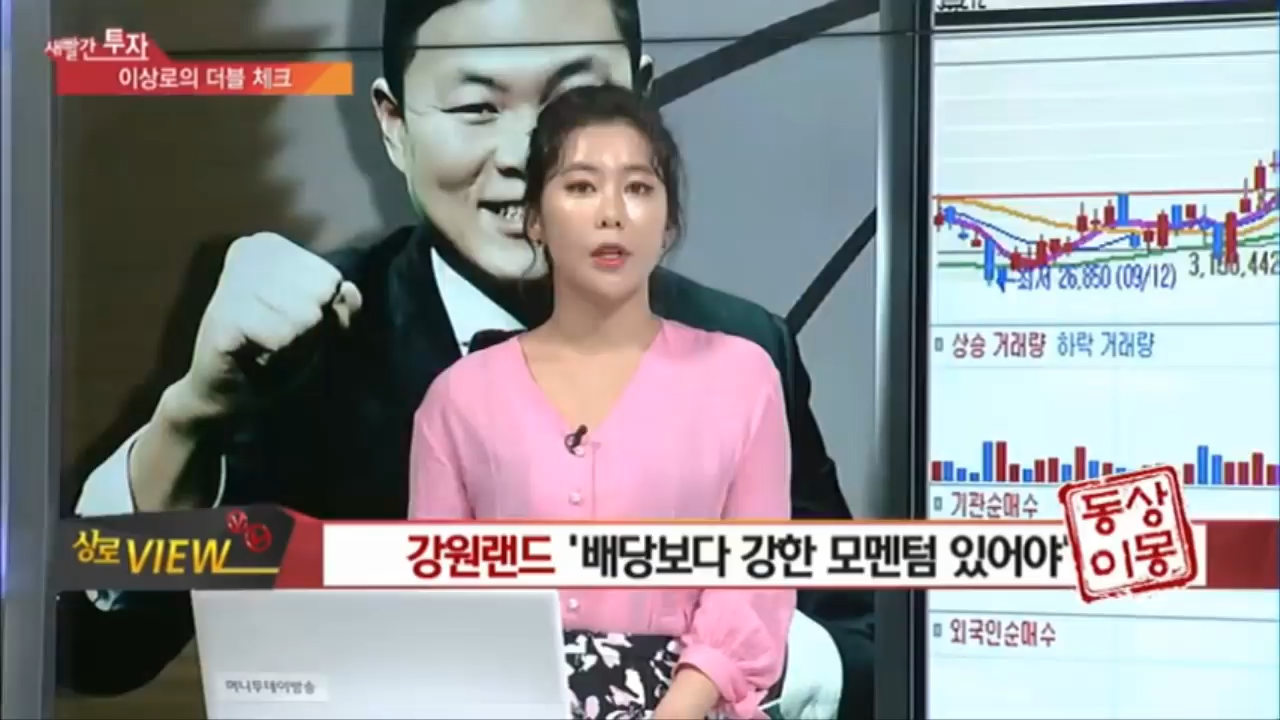 새빨간 투자
이상로의 더블 체크
최저 26,850 (09/12)
상승 거래량 하락 거래량
기관순매수
상로 VIEW
강원랜드 '배당보다 강한 모멘텀 있어야'
동상
이몽
외국인순매수
머니투데이방송